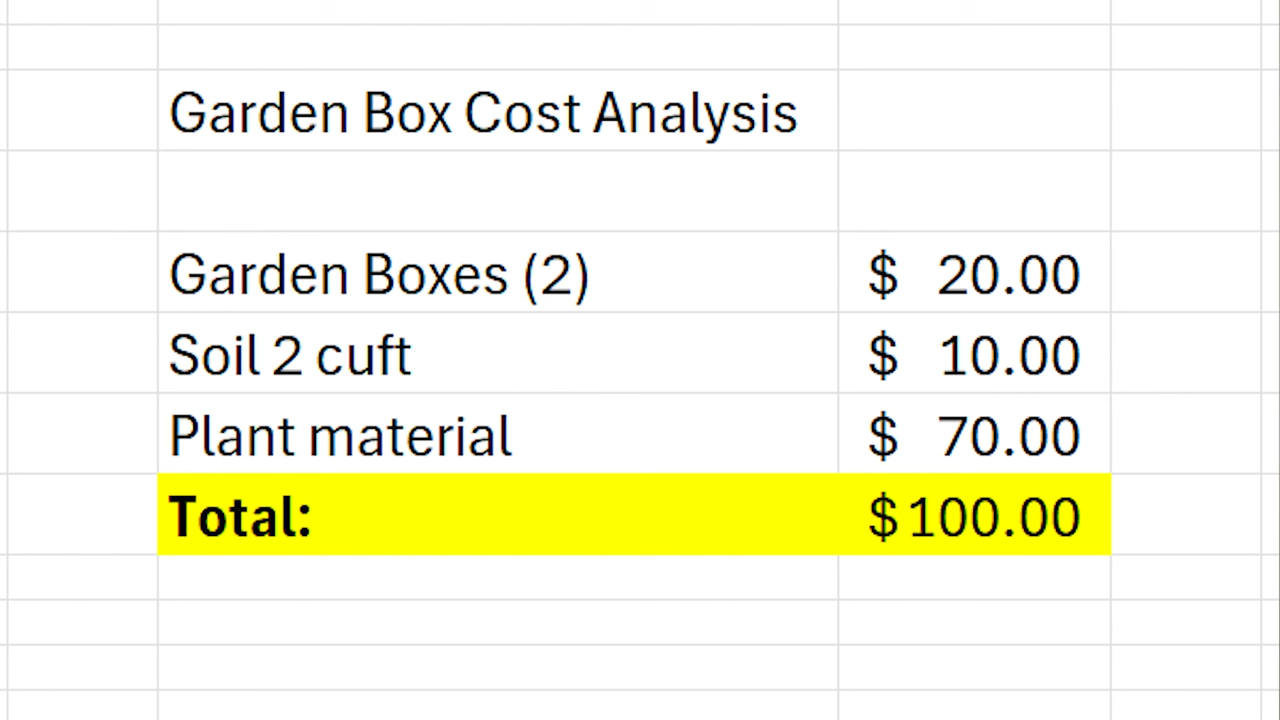 Garden Box Cost Analysis
Garden Boxes (2) $ 20.00
Soil 2 cuft $ 10.00
Plant material $ 70.00
Total: $100.00